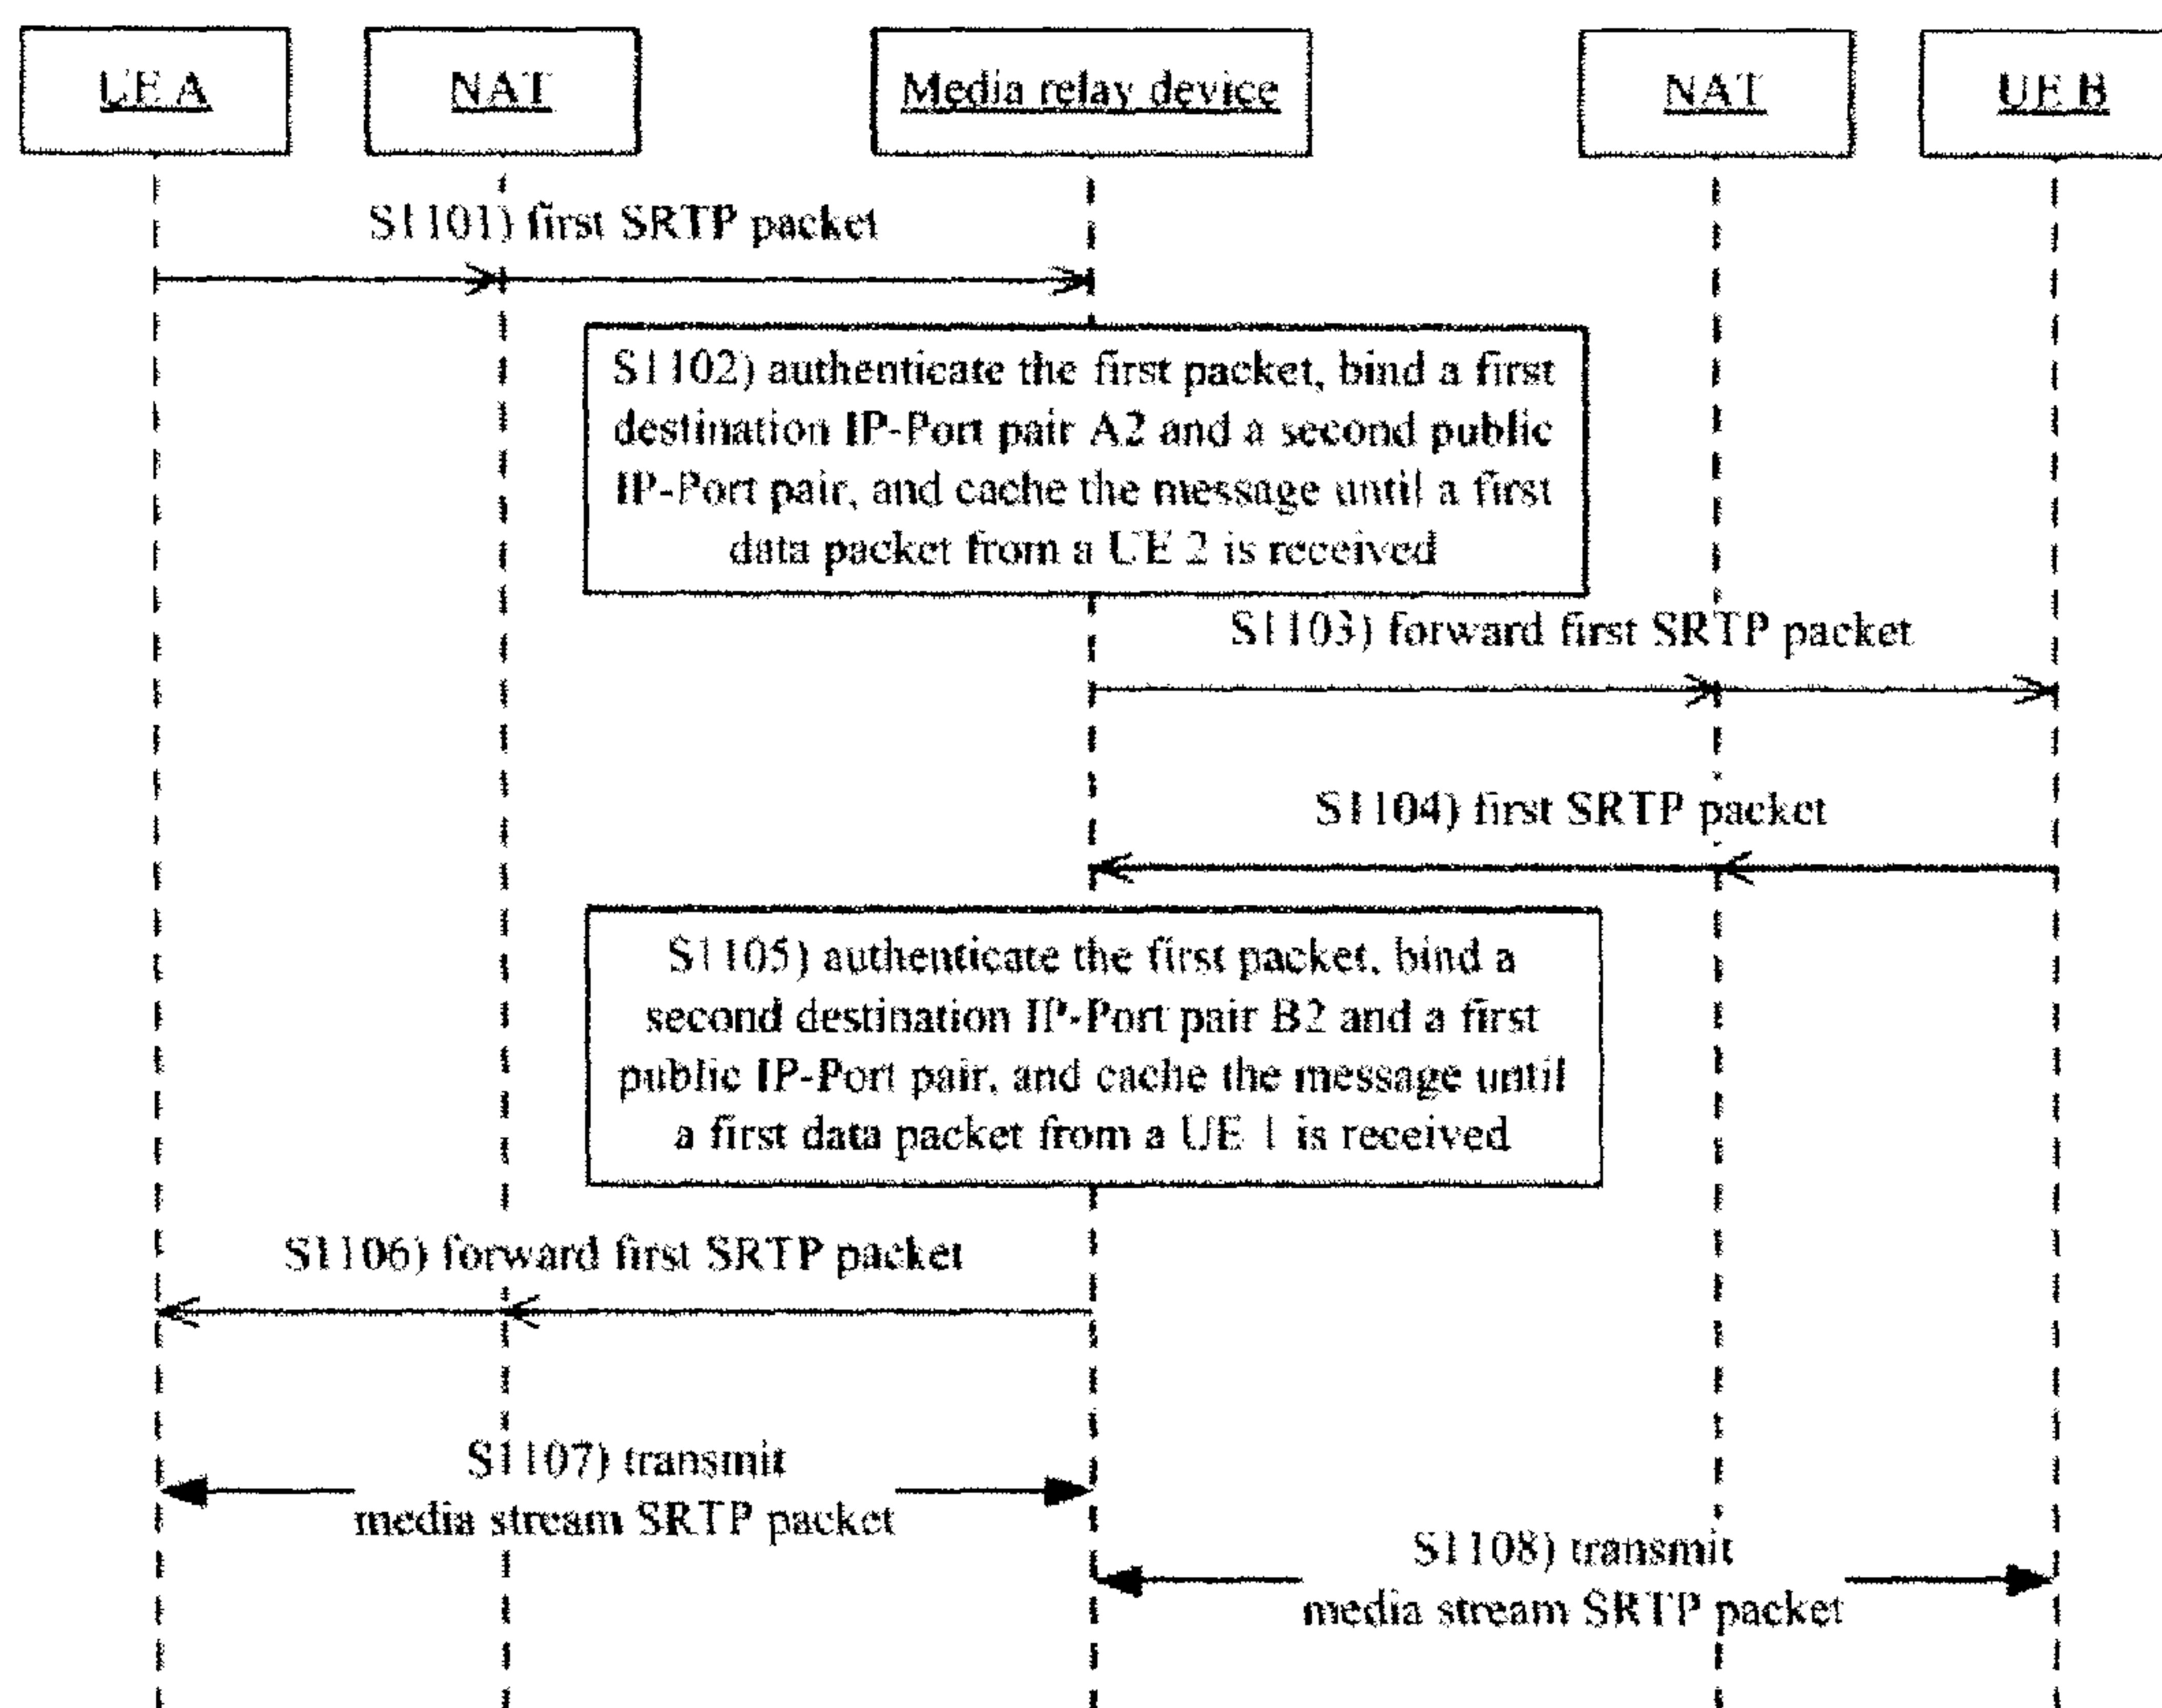 UE A
NAT
Media relay device
NAT
UE B
S1101) first SRTP packet
S1102) authenticate the first packet, bind a first
destination IP-Port pair A2 and a second public
IP-Port pair, and cache the message until a first
data packet from a UE 2 is received
S1103) forward first SRTP packet
S1104) first SRTP packet
S1105) authenticate the first packet, bind a
second destination IP-Port pair B2 and a first
public IP-Port pair, and cache the message until
a first data packet from a UE 1 is received
S1106) forward first SRTP packet
S1107) transmit
media stream SRTP packet
S1108) transmit
media stream SRTP packet